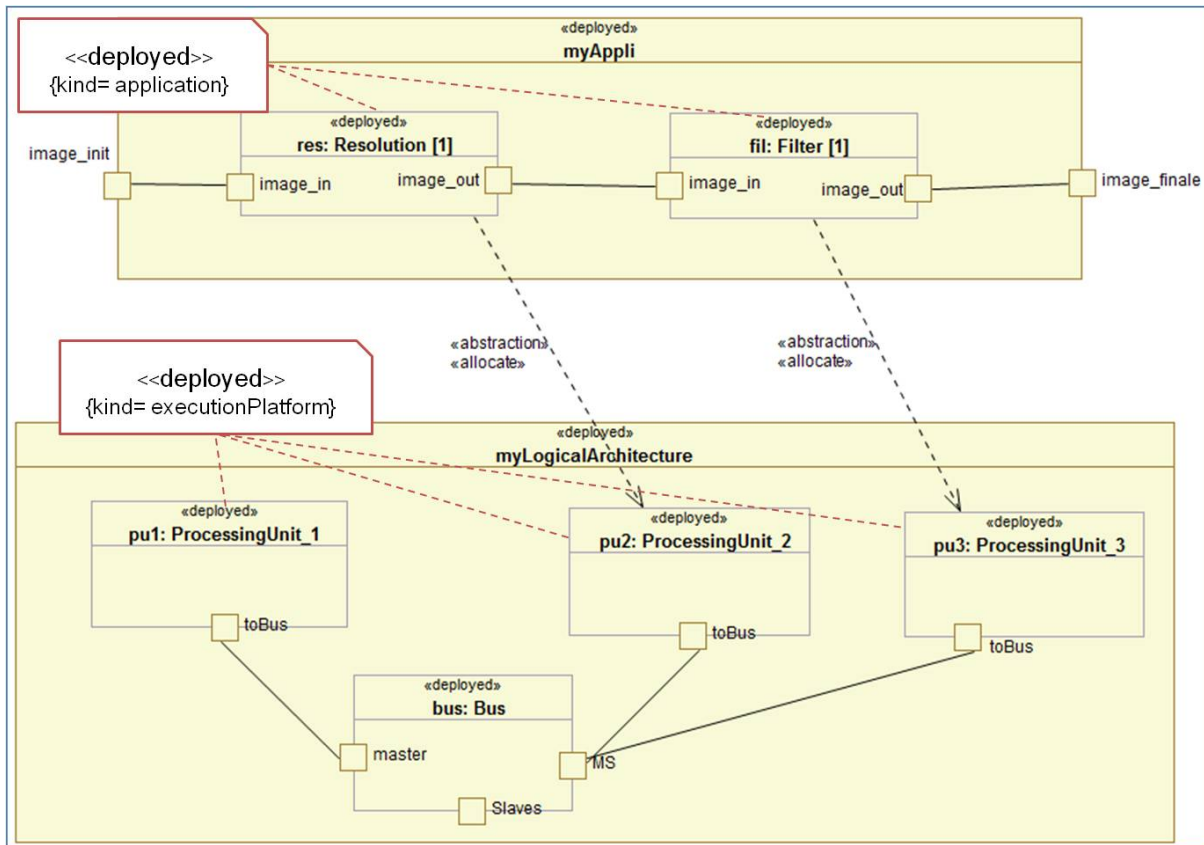 «deployed»
myAppli
<<deployed>>
{kind= application}
«deployed»
res: Resolution [1]
«deployed»
fil: Filter [1]
image_init
image_in
image_out
image_in
image_out
image_finale
«abstraction»
«allocate»
«abstraction»
«allocate»
<<deployed>>
{kind= executionPlatform}
«deployed»
myLogicalArchitecture
«deployed»
pu1: ProcessingUnit_1
«deployed»
pu2: ProcessingUnit_2
«deployed»
pu3: ProcessingUnit_3
toBus
toBus
toBus
«deployed»
bus: Bus
master
MS
Slaves